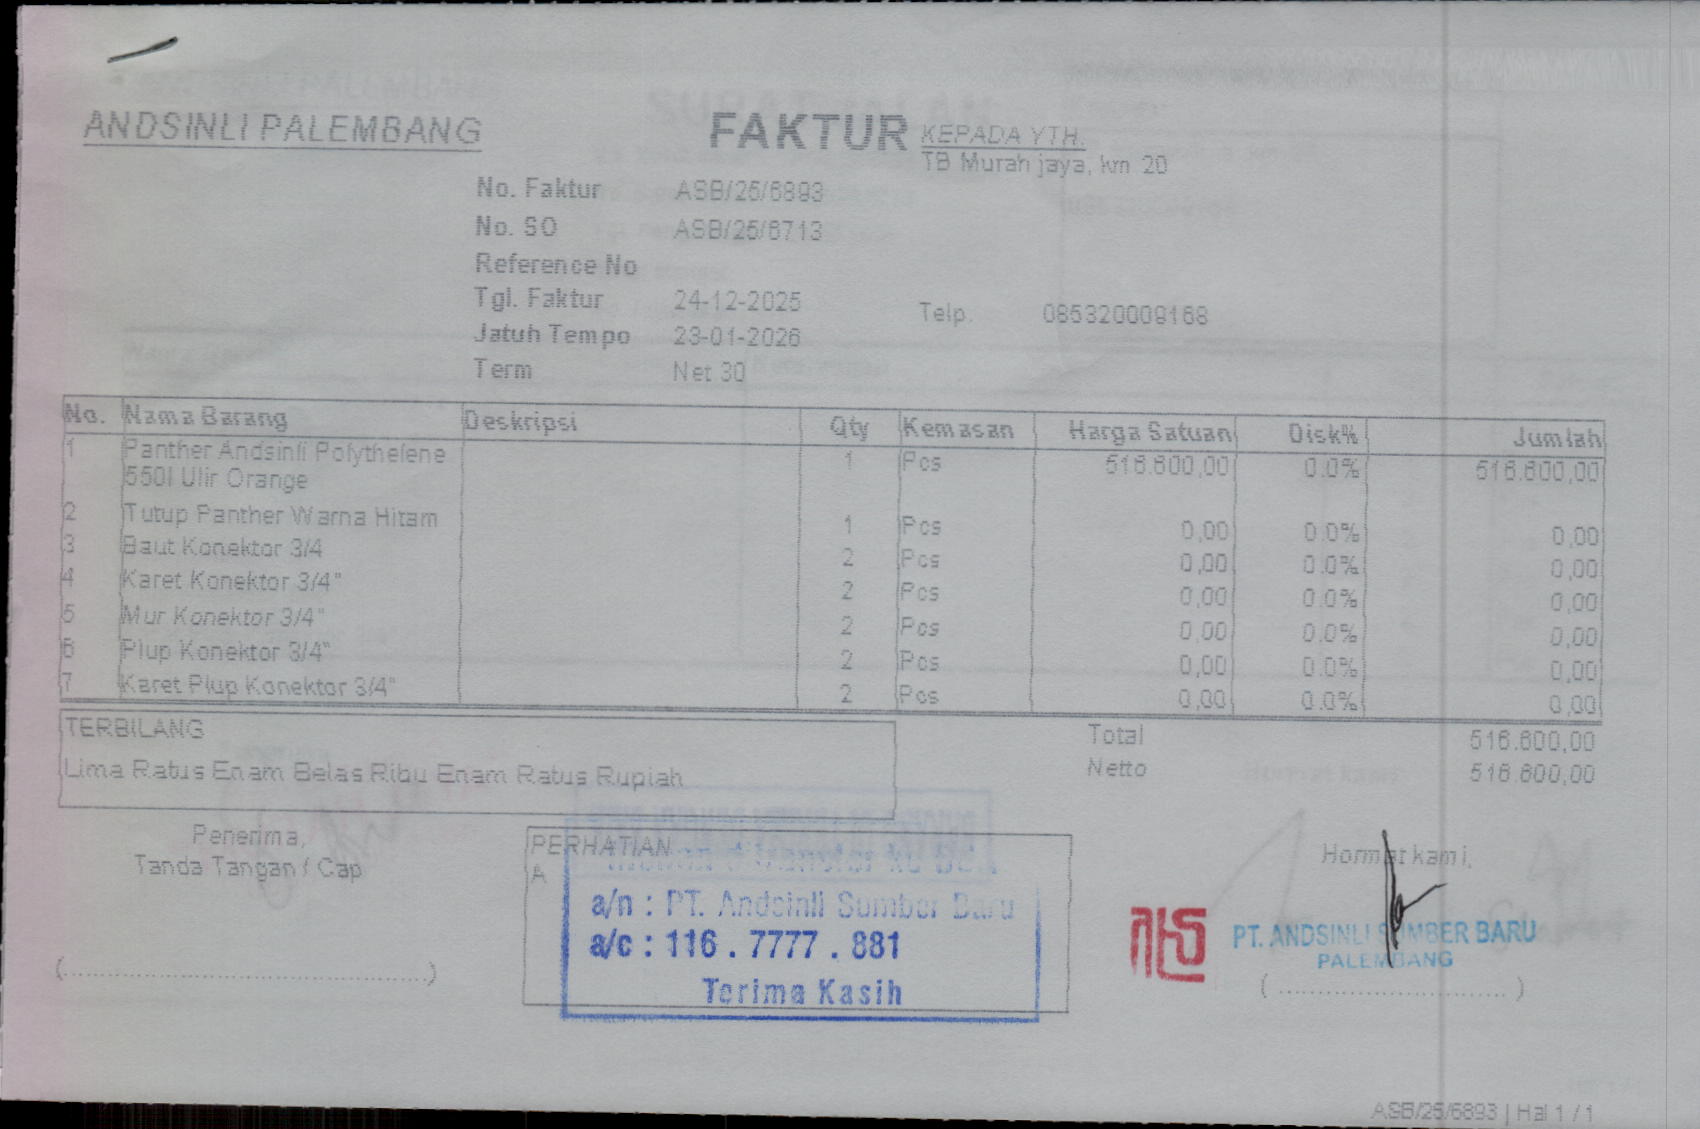 ANDSINLI PALEMBANG
FAKTUR
KEPADA YTH.
TB Murah jaya, km 20
No. Faktur ASB/25/6893
No. SO ASB/25/6713
Reference No
Tgl. Faktur 24-12-2025
Telp. 085320009168
Jatuh Tempo 23-01-2026
Term Net 30
No. Nama Barang Deskripsi Qty Kemasan Harga Satuan Disk% Jumlah
1 Panther Andsinli Polythelene 1 Pcs 516.600,00 0.0% 516.600,00
550l Ulir Orange
2 Tutup Panther Warna Hitam 1 Pcs 0,00 0.0% 0,00
3 Baut Konektor 3/4 2 Pcs 0,00 0.0% 0,00
4 Karet Konektor 3/4" 2 Pcs 0,00 0.0% 0,00
5 Mur Konektor 3/4" 2 Pcs 0,00 0.0% 0,00
6 Plup Konektor 3/4" 2 Pcs 0,00 0.0% 0,00
7 Karet Plup Konektor 3/4" 2 Pcs 0,00 0.0% 0,00
TERBILANG
Lima Ratus Enam Belas Ribu Enam Ratus Rupiah
Total 516.600,00
Netto 516.600,00
Penerima,
Tanda Tangan / Cap
PERHATIAN
A
a/n : PT. Andsinli Sumber Baru
a/c : 116 . 7777 . 881
Terima Kasih
Hormat kami,
PT. ANDSINLI SUMBER BARU
PALEMBANG
ASB/25/6893 | Hal 1 / 1